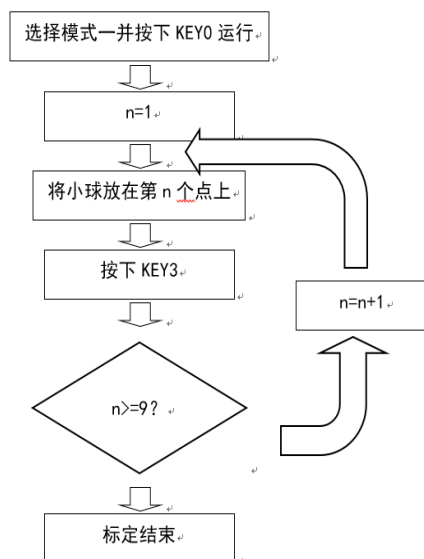 选择模式一并按下 KEY0 运行
n=1
将小球放在第 n 个点上
按下 KEY3
n=n+1
n>=9?
标定结束